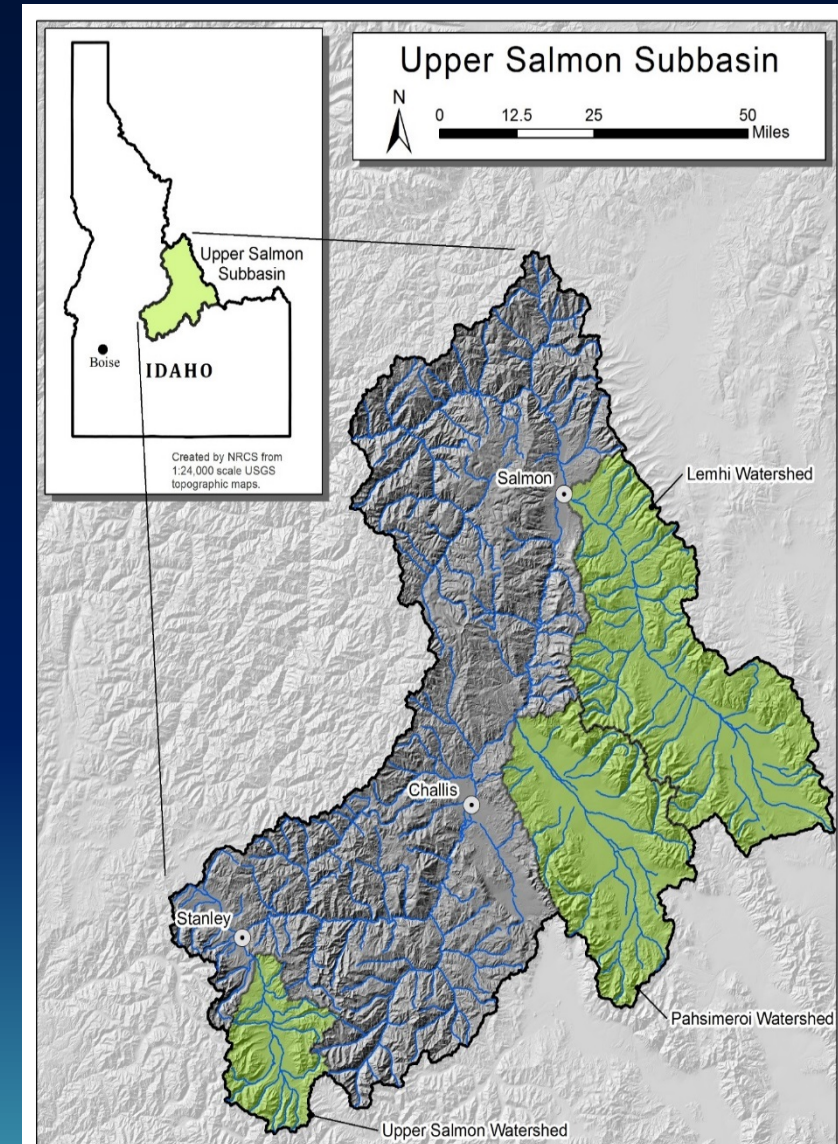 Upper Salmon Subbasin
N
0 12.5 25 50
Miles
Upper Salmon
Subbasin
Boise
IDAHO
Created by NRCS from
1:24,000 scale USGS
topographic maps.
Salmon
Lemhi Watershed
Challis
Stanley
Pahsimeroi Watershed
Upper Salmon Watershed